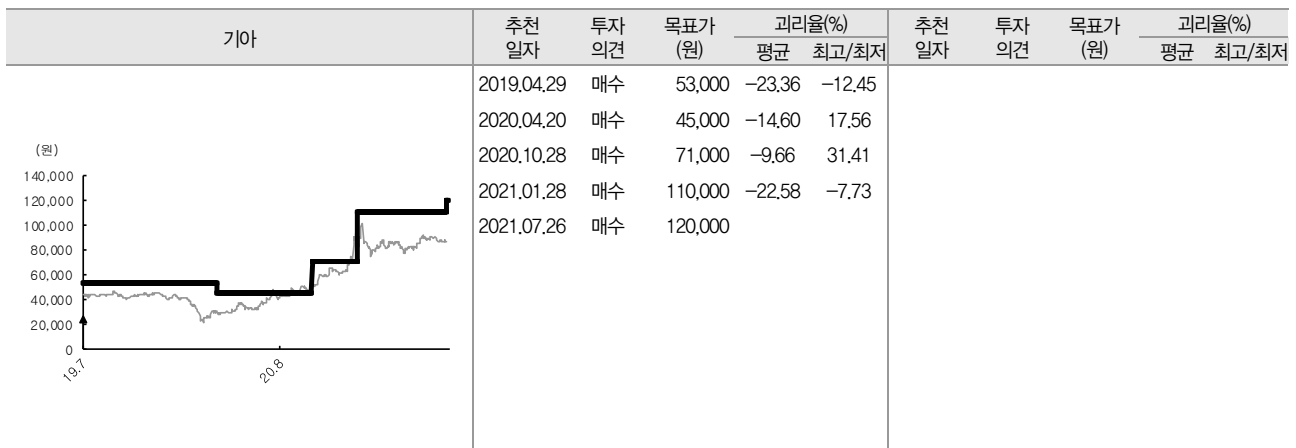 기아 추천 투자 목표가 괴리율(%) 추천 투자 목표가 괴리율(%)
일자 의견 (원) 평균 최고/최저 일자 의견 (원) 평균 최고/최저
2019.04.29 매수 53,000 -23.36 -12.45
2020.04.20 매수 45,000 -14.60 17.56
2020.10.28 매수 71,000 -9.66 31.41
2021.01.28 매수 110,000 -22.58 -7.73
2021.07.26 매수 120,000
(원)
140,000
120,000
100,000
80,000
60,000
40,000
20,000
0
19.7 20.8